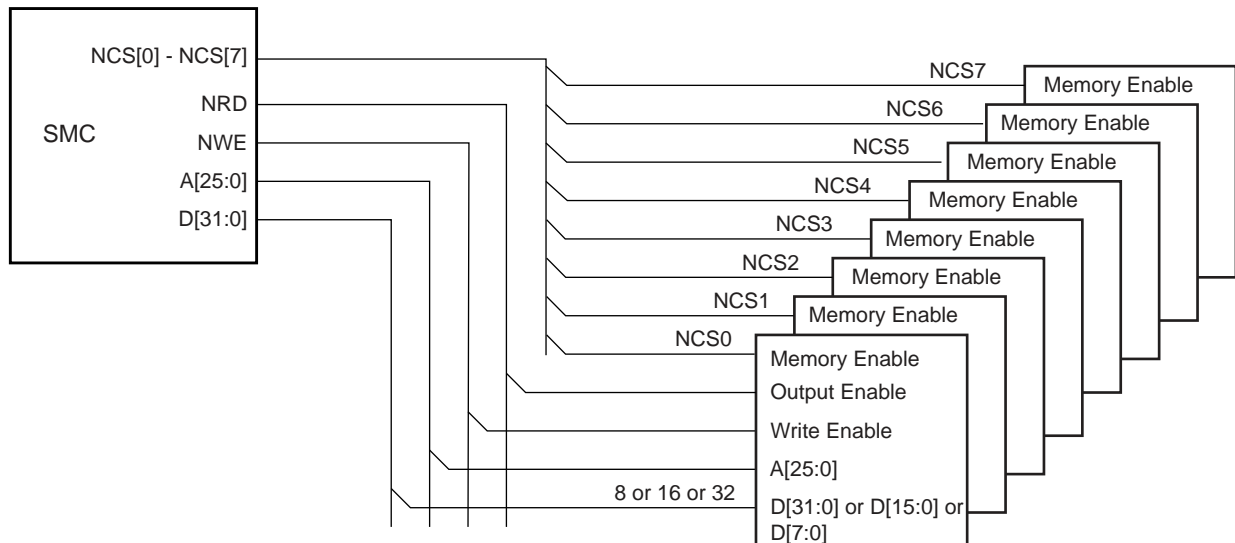 NCS[0] - NCS[7]
NRD
SMC
NWE
A[25:0]
D[31:0]
NCS7
Memory Enable
NCS6
Memory Enable
NCS5
Memory Enable
NCS4
Memory Enable
NCS3
Memory Enable
NCS2
Memory Enable
NCS1
Memory Enable
NCS0
Memory Enable
Output Enable
Write Enable
A[25:0]
8 or 16 or 32
D[31:0] or D[15:0] or
D[7:0]